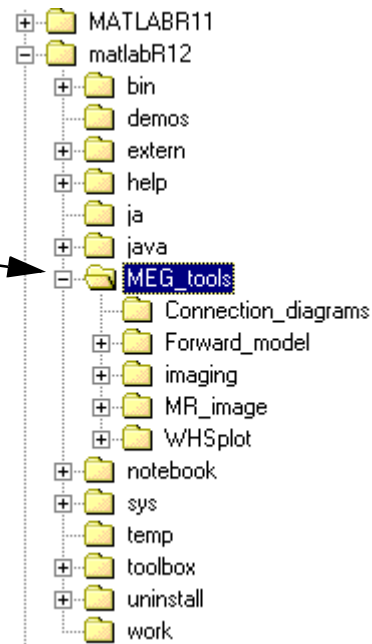 MATLABR11
matlabR12
bin
demos
extern
help
ja
java
MEG_tools
Connection_diagrams
Forward_model
imaging
MR_image
WHSplot
notebook
sys
temp
toolbox
uninstall
work